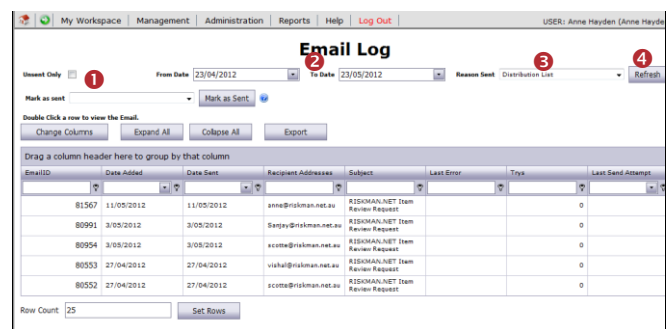 My Workspace Management Administration Reports Help Log Out USER: Anne Hayden (Anne Hayde
Email Log
1 2 3 4
Unsent Only From Date 23/04/2012 To Date 23/05/2012 Reason Sent Distribution List Refresh
Mark as sent Mark as Sent
Double Click a row to view the Email.
Change Columns Expand All Collapse All Export
Drag a column header here to group by that column
EmailID Date Added Date Sent Recipient Addresses Subject Last Error Trys Last Send Attempt
81567 11/05/2012 11/05/2012 anne@riskman.net.au RISKMAN.NET Item Review Request 0
80991 3/05/2012 3/05/2012 Sanjay@riskman.net.au RISKMAN.NET Item Review Request 0
80954 3/05/2012 3/05/2012 scotte@riskman.net.au RISKMAN.NET Item Review Request 0
80553 27/04/2012 27/04/2012 vishal@riskman.net.au RISKMAN.NET Item Review Request 0
80552 27/04/2012 27/04/2012 scotte@riskman.net.au RISKMAN.NET Item Review Request 0
Row Count 25 Set Rows